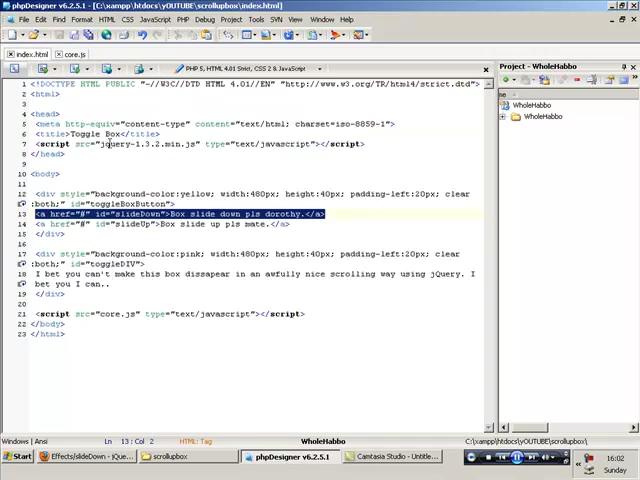 phpDesigner v6.2.5.1 - [C:\xampp\htdocs\yOUTUBE\scrollupbox\index.html]
File Edit Find Format HTML CSS JavaScript PHP Debug Project Tools SVN View Window Help
index.html core.js
PHP 5, HTML 4.01 Strict, CSS 2 & JavaScript
Project - WholeHabbo
WholeHabbo
WholeHabbo
1 <!DOCTYPE HTML PUBLIC "-//W3C//DTD HTML 4.01//EN" "http://www.w3.org/TR/html4/strict.dtd">
2 <html>
3
4 <head>
5 <meta http-equiv="content-type" content="text/html; charset=iso-8859-1">
6 <title>Toggle Box</title>
7 <script src="jquery-1.3.2.min.js" type="text/javascript"></script>
8 </head>
9
10 <body>
11
12 <div style="background-color:yellow; width:480px; height:40px; padding-left:20px; clear
:both;" id="toggleBoxButton">
13 <a href="#" id="slideDown">Box slide down pls dorothy.</a>
14 <a href="#" id="slideUp">Box slide up pls mate.</a>
15 </div>
16
17 <div style="background-color:pink; width:480px; height:40px; padding-left:20px; clear
:both;" id="toggleDIV">
18 I bet you can't make this box dissapear in an awfully nice scrolling way using jQuery. I
bet you I can..
19 </div>
20
21 <script src="core.js" type="text/javascript"></script>
22 </body>
23 </html>
Windows | Ansi Ln 13 : Col 2 HTML: Tag WholeHabbo C:\xampp\htdocs\yOUTUBE\scrollupbox\
Start Effects/slideDown - jQue... scrollupbox phpDesigner v6.2.5.1 Camtasia Studio - Untitle... 16:02
Sunday